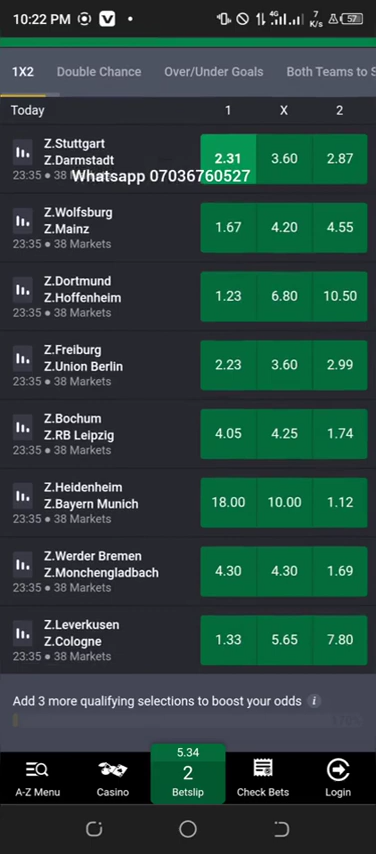 10:22 PM
4G
7
K/s
57
1X2 Double Chance Over/Under Goals Both Teams to S
Today 1 X 2
Z.Stuttgart
Z.Darmstadt
2.31 3.60 2.87
23:35 38
Whatsapp 07036760527
Z.Wolfsburg
Z.Mainz
1.67 4.20 4.55
23:35 38 Markets
Z.Dortmund
Z.Hoffenheim
1.23 6.80 10.50
23:35 38 Markets
Z.Freiburg
Z.Union Berlin
2.23 3.60 2.99
23:35 38 Markets
Z.Bochum
Z.RB Leipzig
4.05 4.25 1.74
23:35 38 Markets
Z.Heidenheim
Z.Bayern Munich
18.00 10.00 1.12
23:35 38 Markets
Z.Werder Bremen
Z.Monchengladbach
4.30 4.30 1.69
23:35 38 Markets
Z.Leverkusen
Z.Cologne
1.33 5.65 7.80
23:35 38 Markets
Add 3 more qualifying selections to boost your odds i
5.34
2
A-Z Menu Casino Betslip Check Bets Login